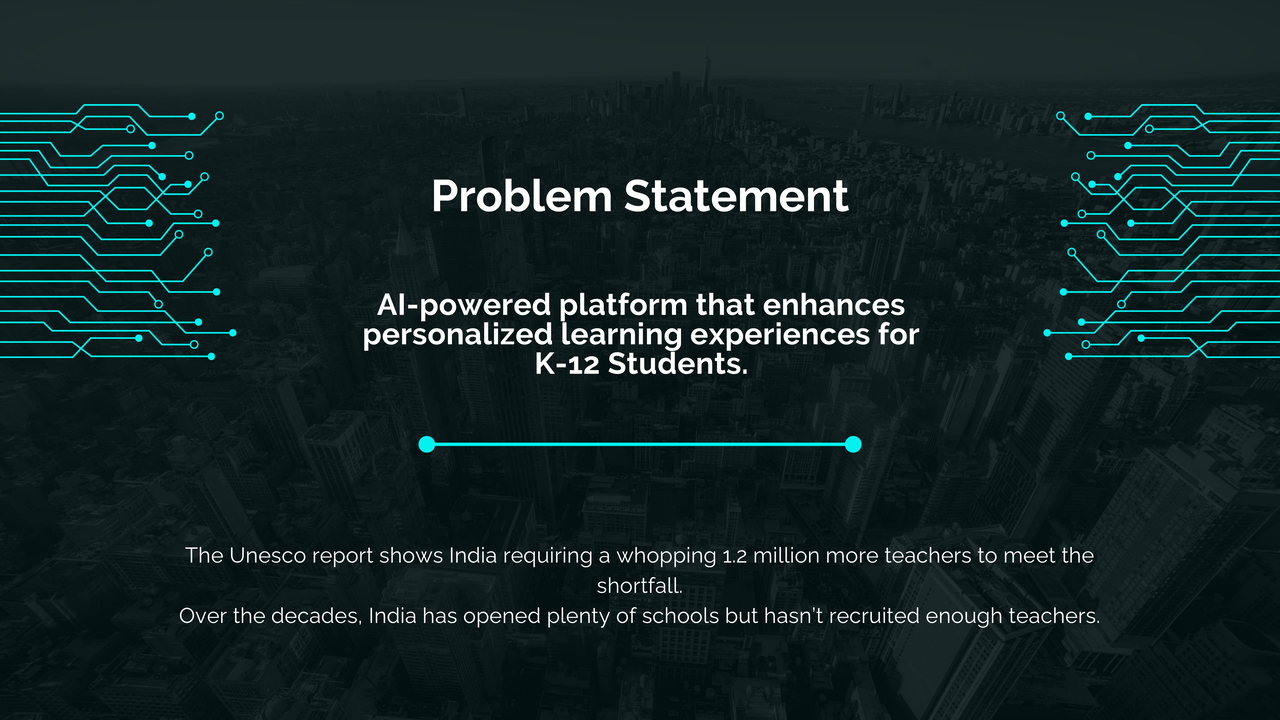 Problem Statement
AI-powered platform that enhances
personalized learning experiences for
K-12 Students.
The Unesco report shows India requiring a whopping 1.2 million more teachers to meet the
shortfall.
Over the decades, India has opened plenty of schools but hasn't recruited enough teachers.